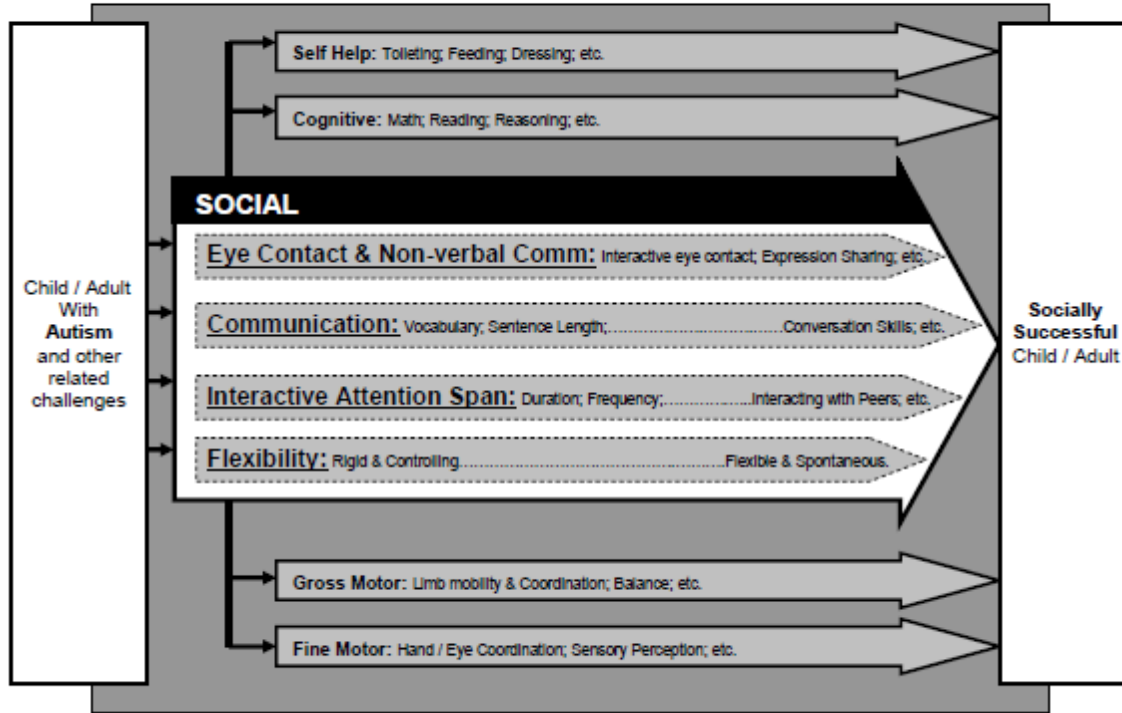 Self Help: Toileting; Feeding; Dressing; etc.
Cognitive: Math; Reading; Reasoning; etc.
SOCIAL
Eye Contact & Non-verbal Comm: Interactive eye contact; Expression Sharing; etc.
Communication: Vocabulary; Sentence Length;...............................................Conversation Skills; etc.
Interactive Attention Span: Duration; Frequency;.......................Interacting with Peers; etc.
Flexibility: Rigid & Controlling.......................................................................Flexible & Spontaneous.
Child / Adult
With
Autism
and other
related
challenges
Socially
Successful
Child / Adult
Gross Motor: Limb mobility & Coordination; Balance; etc.
Fine Motor: Hand / Eye Coordination; Sensory Perception; etc.